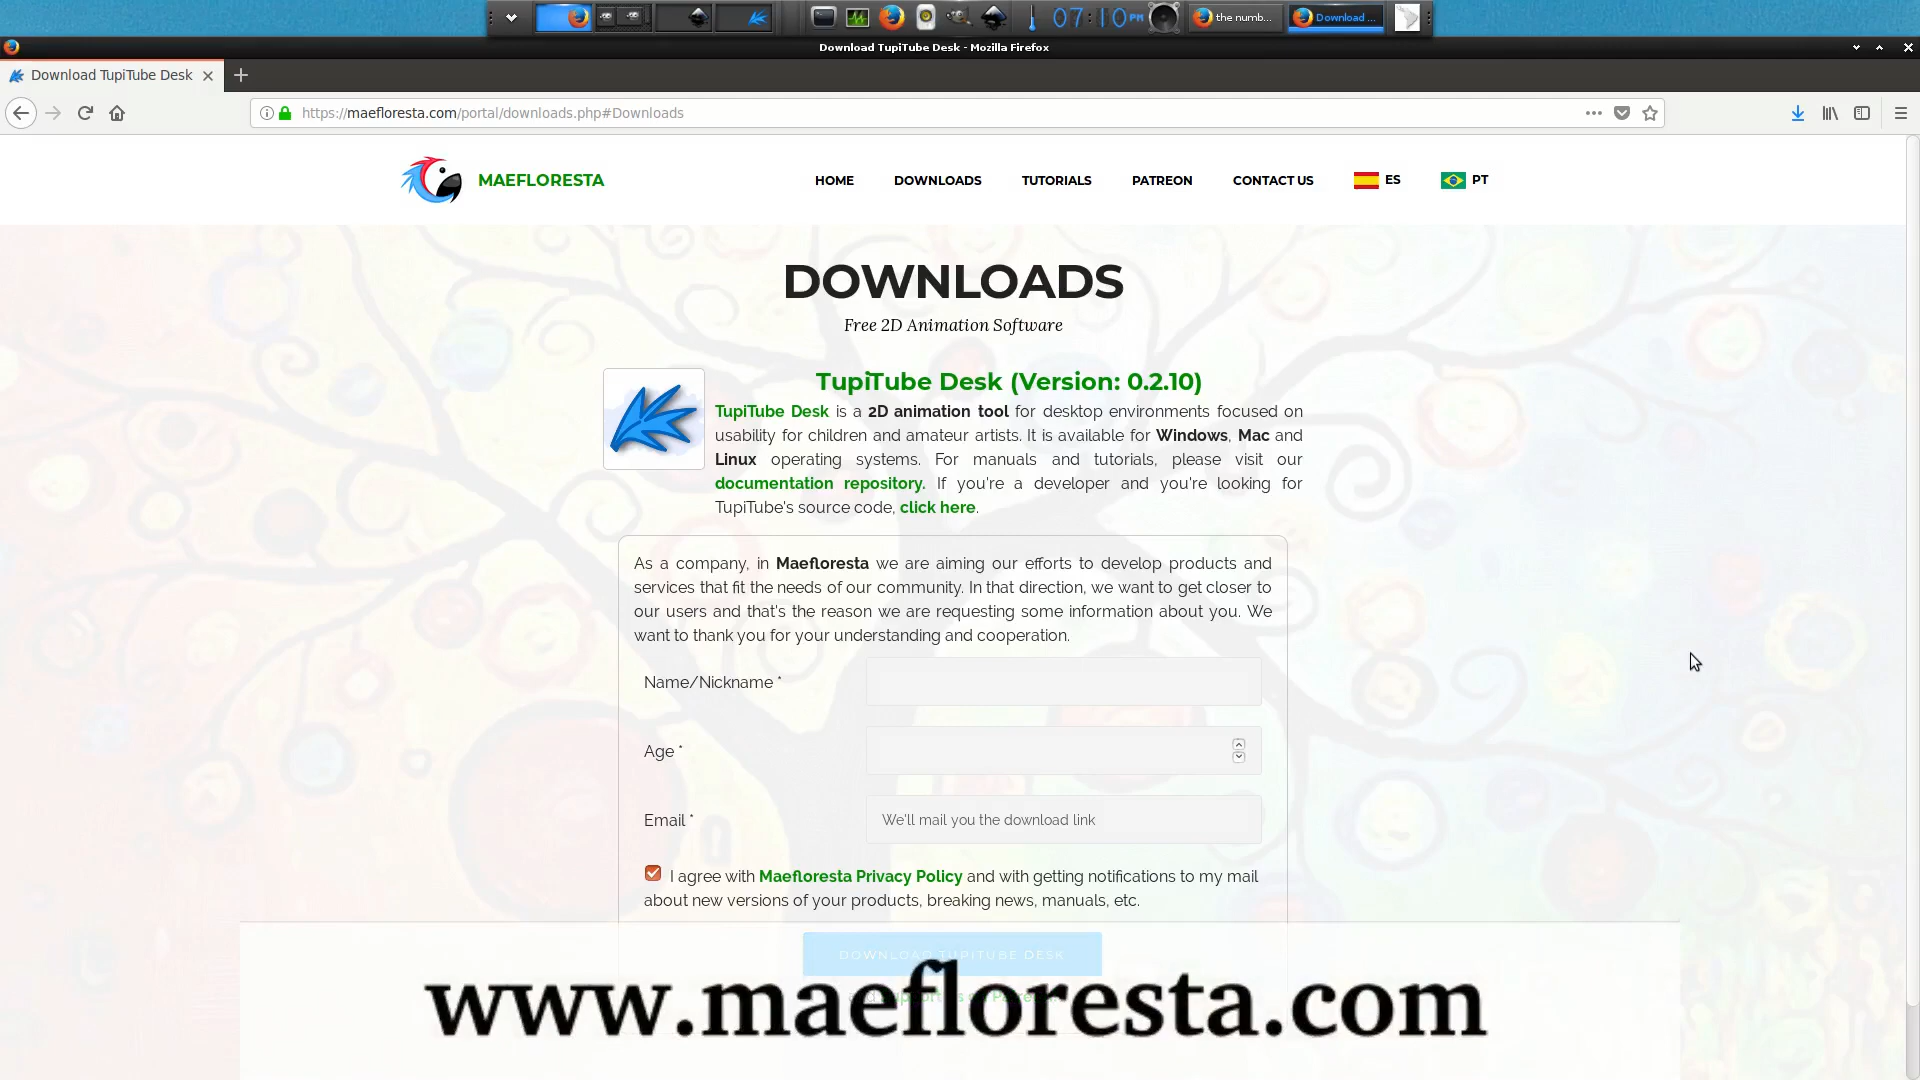 07:10PM
the numb...
Download ...
Download TupiTube Desk - Mozilla Firefox
Download TupiTube Desk
https://maefloresta.com/portal/downloads.php#Downloads
MAEFLORESTA
HOME
DOWNLOADS
TUTORIALS
PATREON
CONTACT US
ES
PT
DOWNLOADS
Free 2D Animation Software
TupiTube Desk (Version: 0.2.10)
TupiTube Desk is a 2D animation tool for desktop environments focused on
usability for children and amateur artists. It is available for Windows, Mac and
Linux operating systems. For manuals and tutorials, please visit our
documentation repository. If you're a developer and you're looking for
TupiTube's source code, click here.
As a company, in Maefloresta we are aiming our efforts to develop products and
services that fit the needs of our community. In that direction, we want to get closer to
our users and that's the reason we are requesting some information about you. We
want to thank you for your understanding and cooperation.
Name/Nickname *
Age *
Email *
We'll mail you the download link
I agree with Maefloresta Privacy Policy and with getting notifications to my mail
about new versions of your products, breaking news, manuals, etc.
DOWNLOAD TUPITUBE DESK
www.maefloresta.com